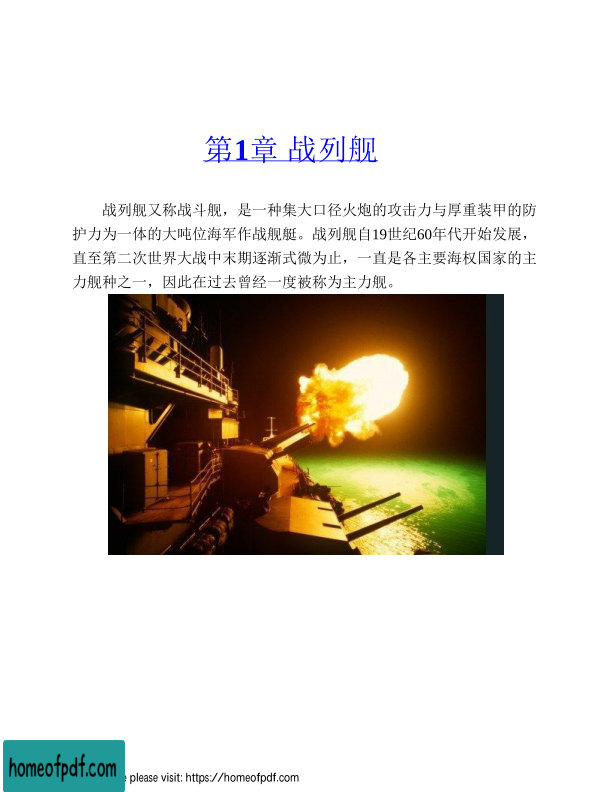 第1章 战列舰
战列舰又称战斗舰，是一种集大口径火炮的攻击力与厚重装甲的防
护力为一体的大吨位海军作战舰艇。战列舰自19世纪60年代开始发展，
直至第二次世界大战中末期逐渐式微为止，一直是各主要海权国家的主
力舰种之一，因此在过去曾经一度被称为主力舰。
homeofpdf.com
please visit: https://homeofpdf.com